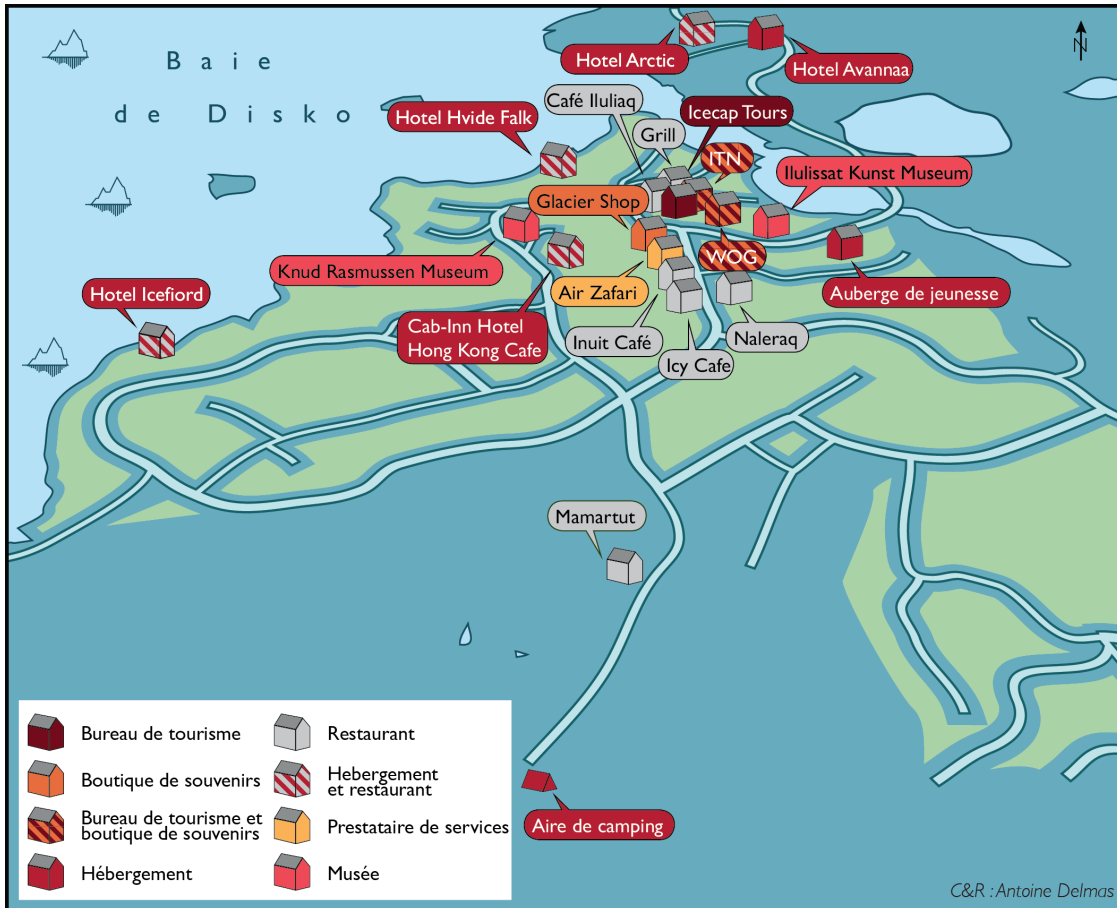 Baie
de Disko
N
Hotel Arctic
Hotel Avannaa
Café Iluliaq
Icecap Tours
Hotel Hvide Falk
Grill
ITN
Ilulissat Kunst Museum
Glacier Shop
WOG
Knud Rasmussen Museum
Air Zafari
Auberge de jeunesse
Hotel Icefiord
Cab-Inn Hotel
Hong Kong Cafe
Inuit Café
Naleraq
Icy Cafe
Mamartut
Aire de camping
Bureau de tourisme
Boutique de souvenirs
Bureau de tourisme et
boutique de souvenirs
Hébergement
Restaurant
Hebergement
et restaurant
Prestataire de services
Musée
C&R : Antoine Delmas